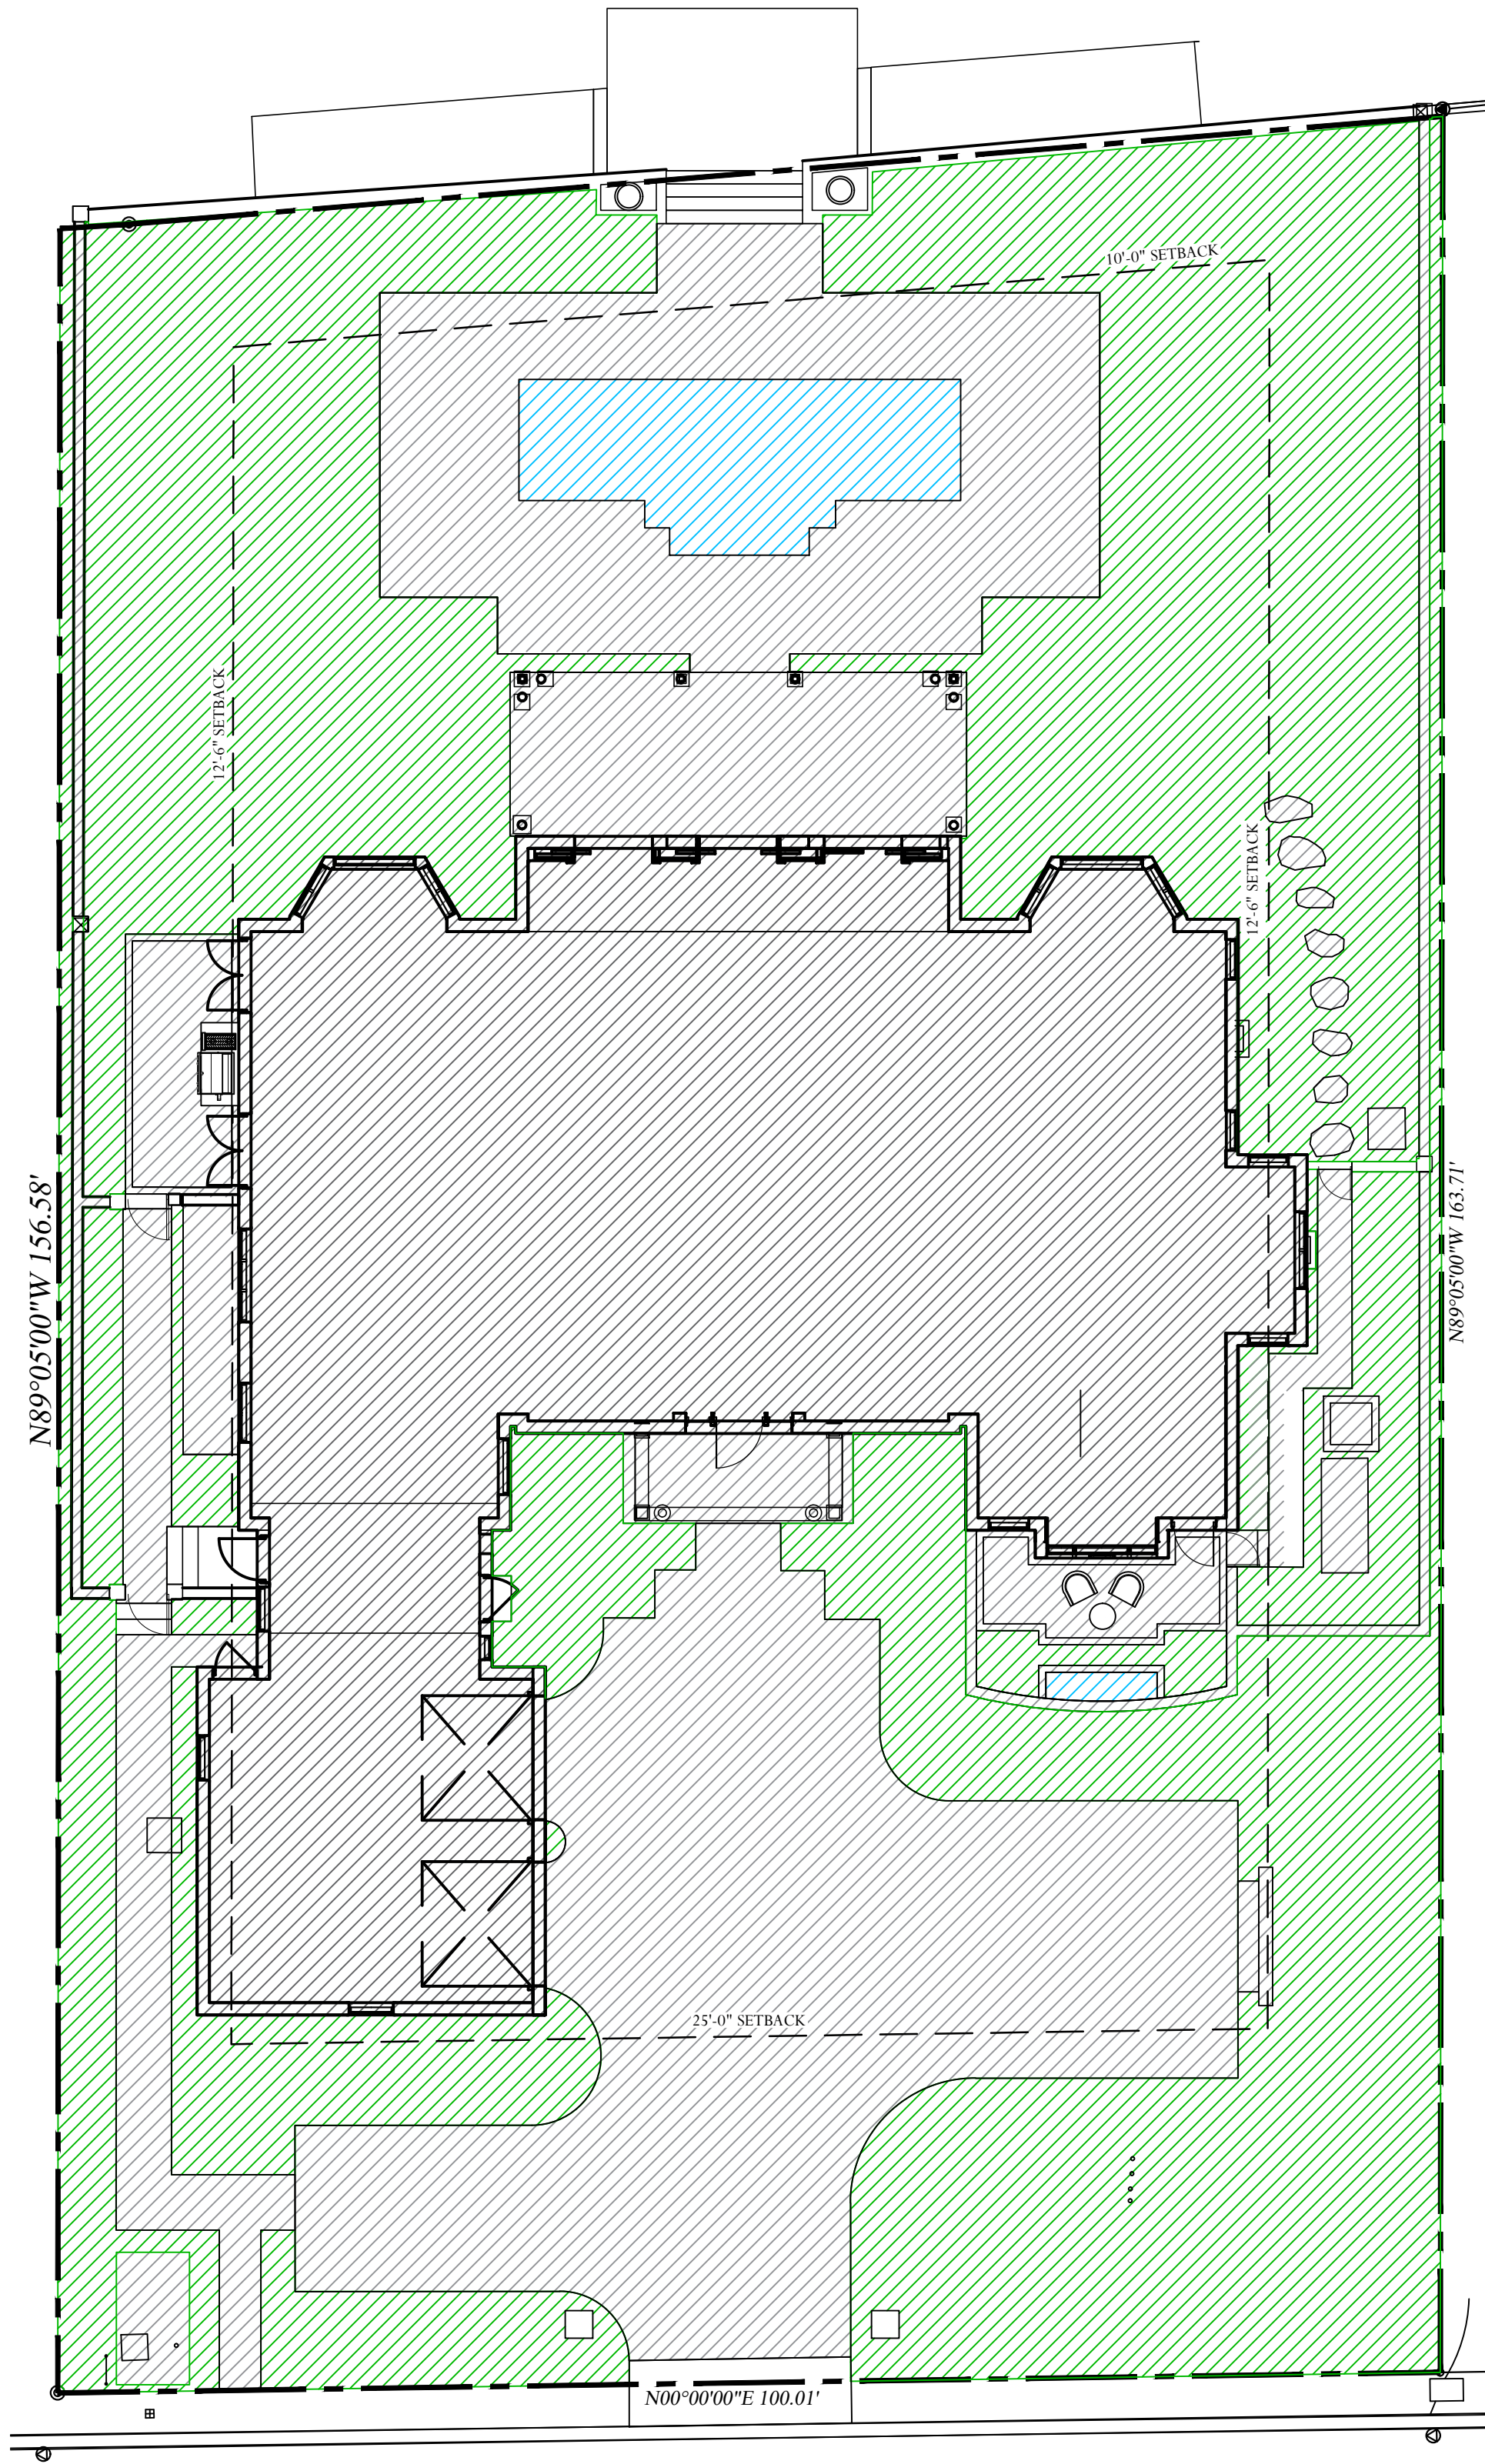 10'-0" SETBACK
12'-6" SETBACK
12'-6" SETBACK
N89°05'00"W 156.58'
N89°05'00"W 163.71'
25'-0" SETBACK
N00°00'00"E 100.01'